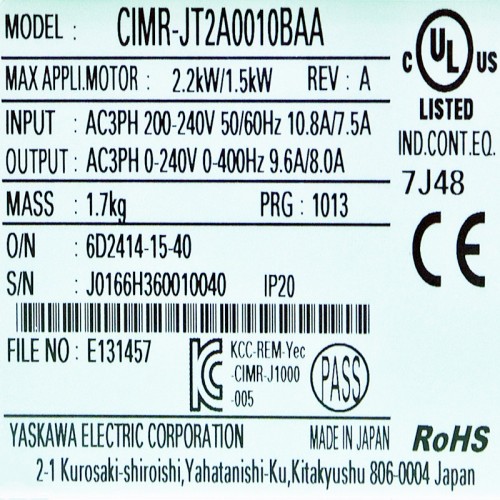 MODEL : CIMR-JT2A0010BAA
MAX APPLI.MOTOR : 2.2kW/1.5kW REV : A
INPUT : AC3PH 200-240V 50/60Hz 10.8A/7.5A
OUTPUT : AC3PH 0-240V 0-400Hz 9.6A/8.0A
MASS : 1.7kg PRG : 1013
O/N : 6D2414-15-40
S/N : J0166H360010040 IP20
FILE NO : E131457
KCC-REM-Yec
-CIMR-J1000
-005
PASS
C UL US
LISTED
IND.CONT.EQ.
7J48
CE
YASKAWA ELECTRIC CORPORATION MADE IN JAPAN RoHS
2-1 Kurosaki-shiroishi,Yahatanishi-Ku,Kitakyushu 806-0004 Japan